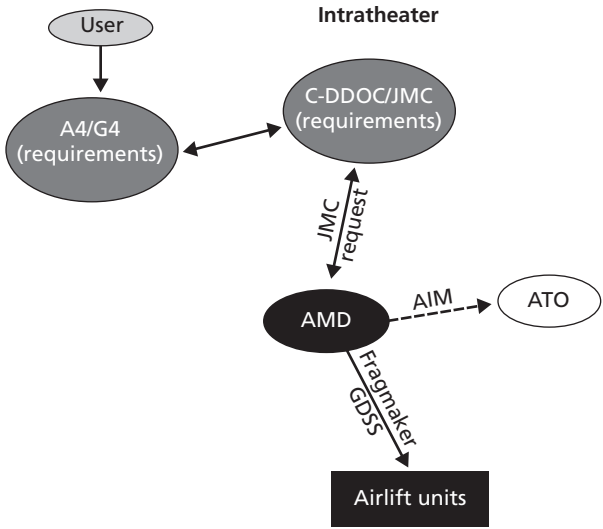 Intratheater
User
A4/G4
(requirements)
C-DDOC/JMC
(requirements)
JMC
request
AMD
AIM
ATO
Fragmaker
GDSS
Airlift units